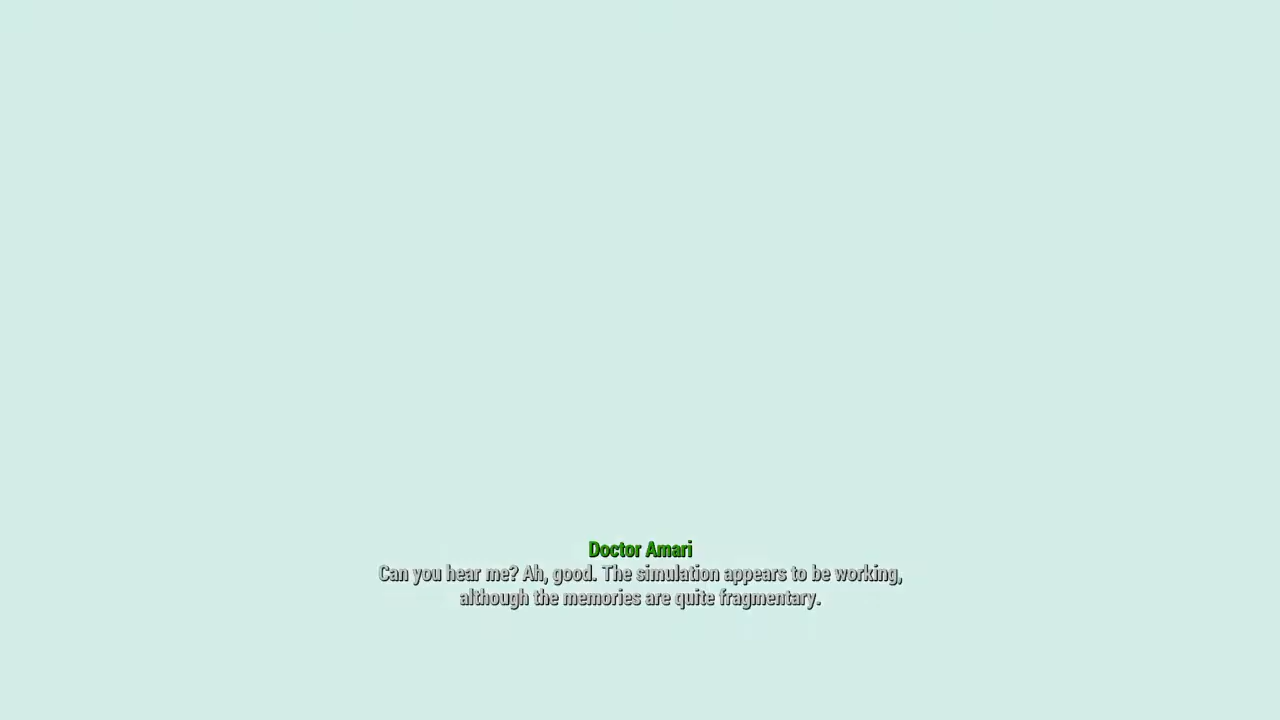 Doctor Amari
Can you hear me? Ah, good. The simulation appears to be working,
although the memories are quite fragmentary.